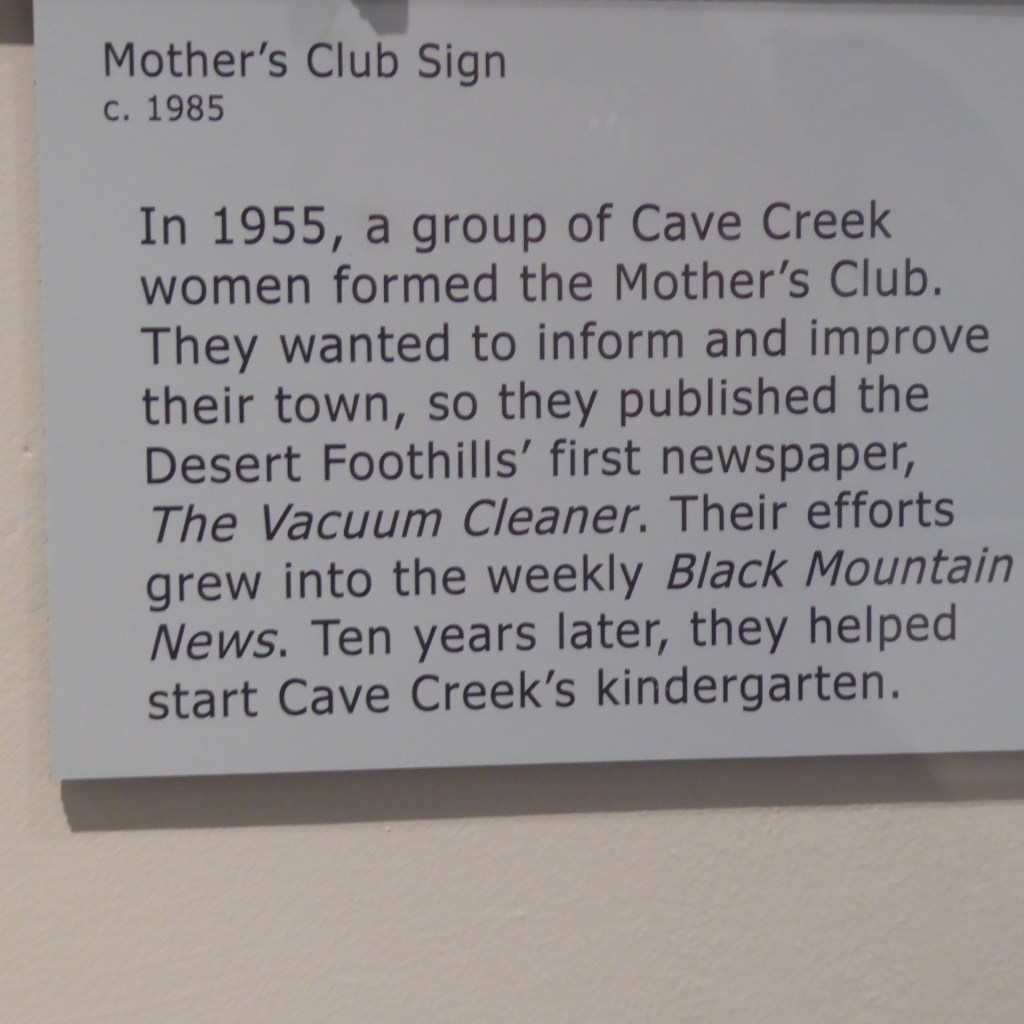 Mother's Club Sign
c. 1985
In 1955, a group of Cave Creek
women formed the Mother's Club.
They wanted to inform and improve
their town, so they published the
Desert Foothills' first newspaper,
The Vacuum Cleaner. Their efforts
grew into the weekly Black Mountain
News. Ten years later, they helped
start Cave Creek's kindergarten.